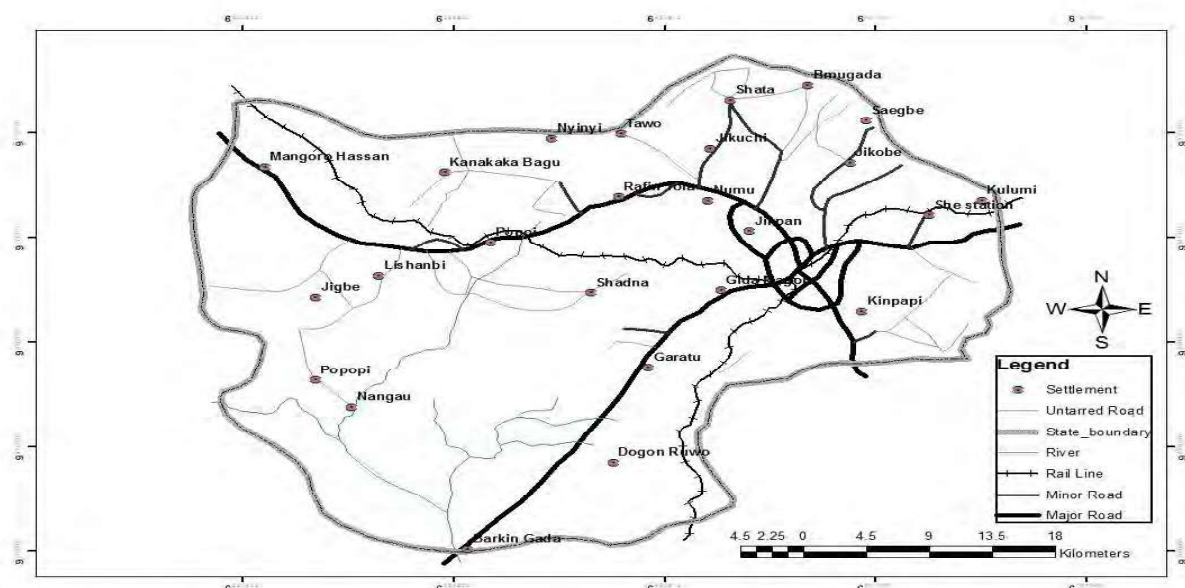 Bmugada
Shata
Saegbe
Tawo
Nyinyi
Jikuchi
Jikobe
Mangoro Hassan
Kanakaka Bagu
Numu
Kulumi
She station
Jinpan
Lishanbi
Jigbe
Shadna
Kinpapi
N
W E
S
Garatu
Popopi
Nangau
Dogon Ruwo
Barkin Gada
Legend
Settlement
Untarred Road
State_boundary
River
Rail Line
Minor Road
Major Road
4.5 2.25 0 4.5 9 13.5 18
Kilometers